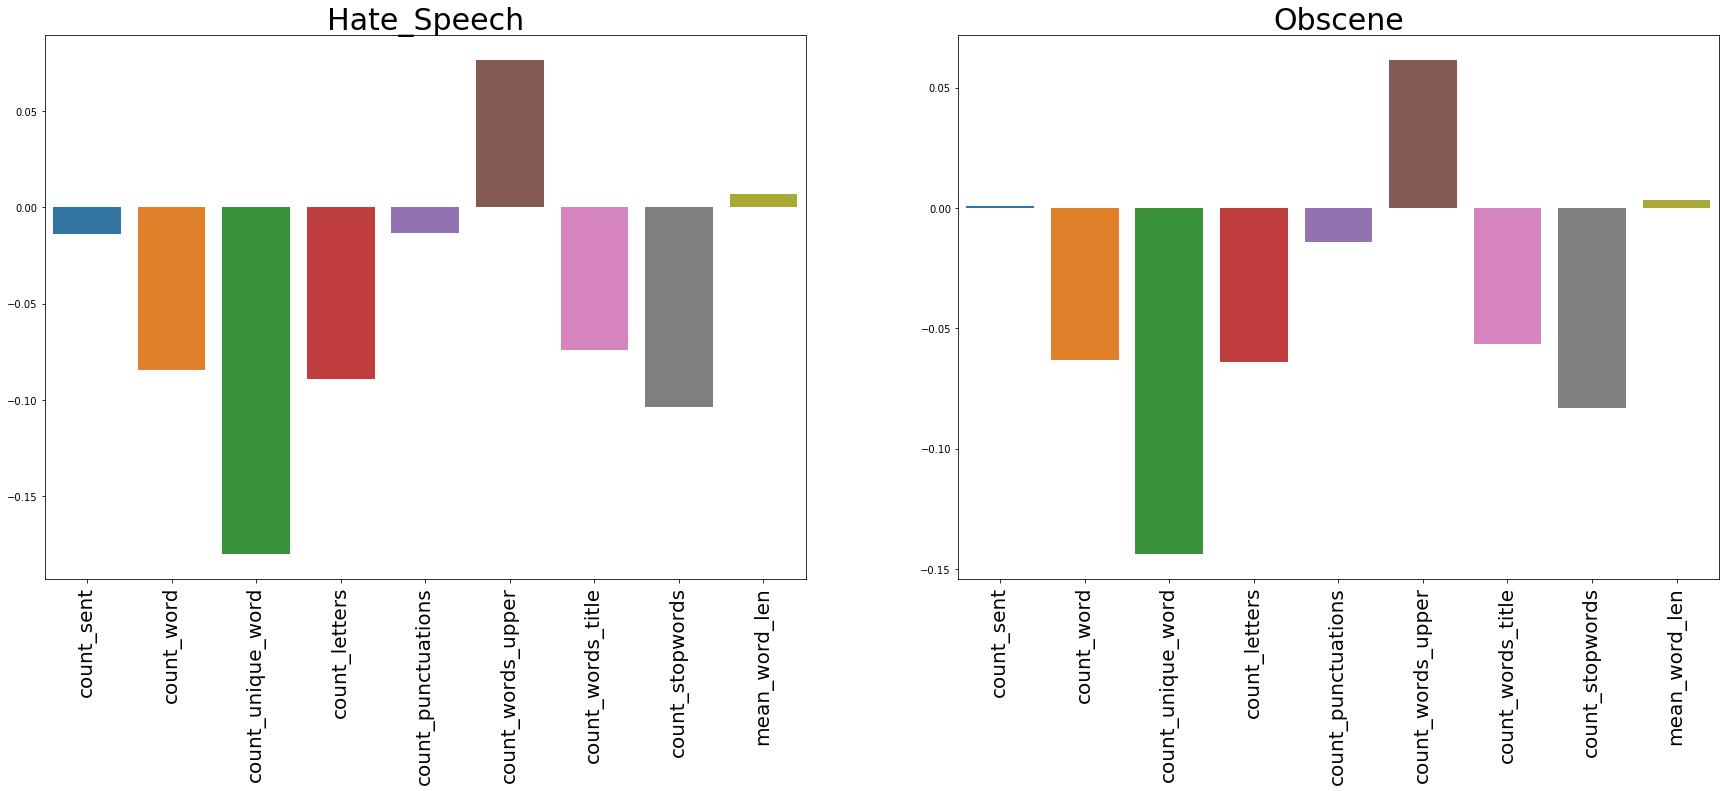 Hate_Speech
0.05
0.00
−0.05
−0.10
−0.15
count_sent
count_word
count_unique_word
count_letters
count_punctuations
count_words_upper
count_words_title
count_stopwords
mean_word_len
Obscene
0.05
0.00
−0.05
−0.10
−0.15
count_sent
count_word
count_unique_word
count_letters
count_punctuations
count_words_upper
count_words_title
count_stopwords
mean_word_len